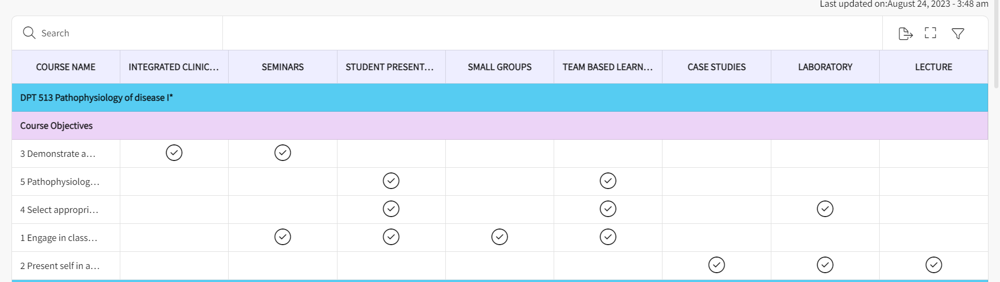 Last updated on:August 24, 2023 - 3:48 am
Search
COURSE NAME INTEGRATED CLINIC... SEMINARS STUDENT PRESENT... SMALL GROUPS TEAM BASED LEARN... CASE STUDIES LABORATORY LECTURE
DPT 513 Pathophysiology of disease I*
Course Objectives
3 Demonstrate a...
5 Pathophysiolog...
4 Select appropri...
1 Engage in class...
2 Present self in a...